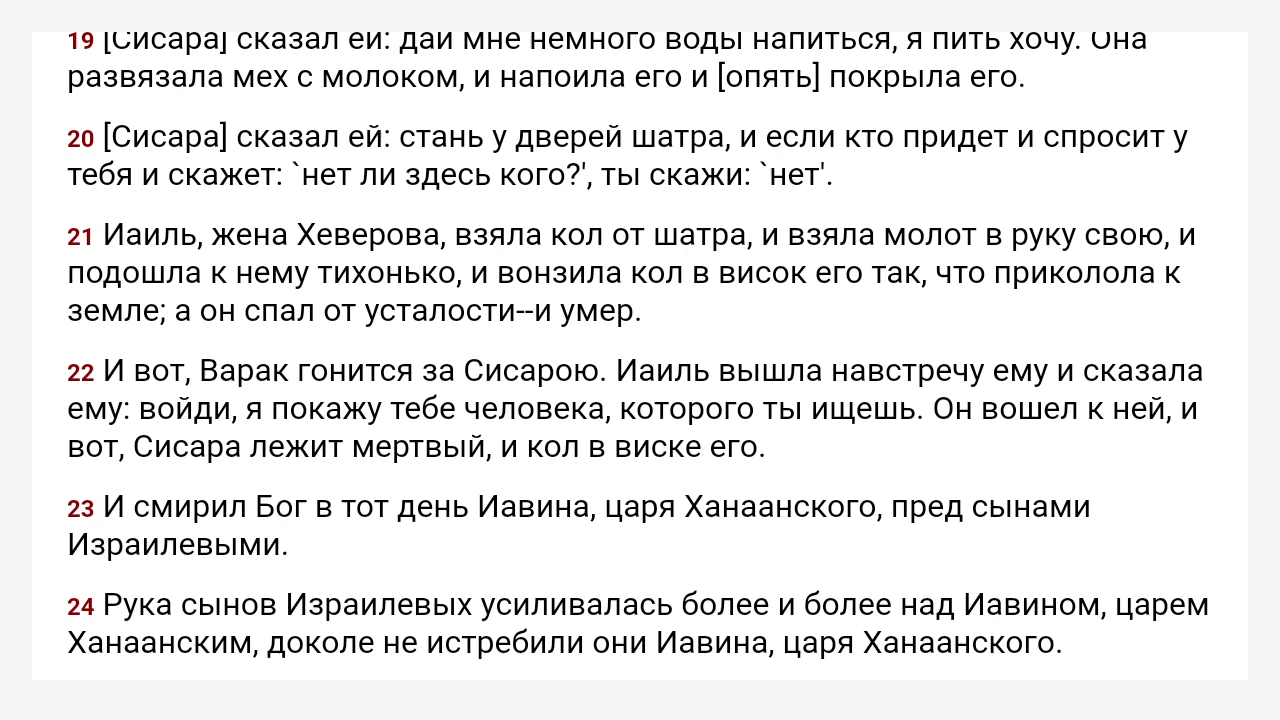 19 [Сисара] сказал ей: дай мне немного воды напиться, я пить хочу. Она
развязала мех с молоком, и напоила его и [опять] покрыла его.
20 [Сисара] сказал ей: стань у дверей шатра, и если кто придет и спросит у
тебя и скажет: `нет ли здесь кого?', ты скажи: `нет'.
21 Иаиль, жена Хеверова, взяла кол от шатра, и взяла молот в руку свою, и
подошла к нему тихонько, и вонзила кол в висок его так, что приколола к
земле; а он спал от усталости--и умер.
22 И вот, Варак гонится за Сисарою. Иаиль вышла навстречу ему и сказала
ему: войди, я покажу тебе человека, которого ты ищешь. Он вошел к ней, и
вот, Сисара лежит мертвый, и кол в виске его.
23 И смирил Бог в тот день Иавина, царя Ханаанского, пред сынами
Израилевыми.
24 Рука сынов Израилевых усиливалась более и более над Иавином, царем
Ханаанским, доколе не истребили они Иавина, царя Ханаанского.